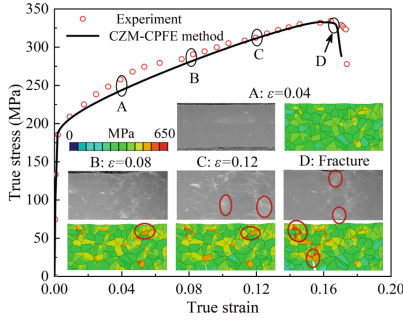 350
300
250
200
150
100
50
0
True stress (MPa)
Experiment
CZM-CPFE method
A
B
C
D
A: ε=0.04
MPa
0
650
B: ε=0.08
C: ε=0.12
D: Fracture
0.00
0.04
0.08
0.12
0.16
0.20
True strain